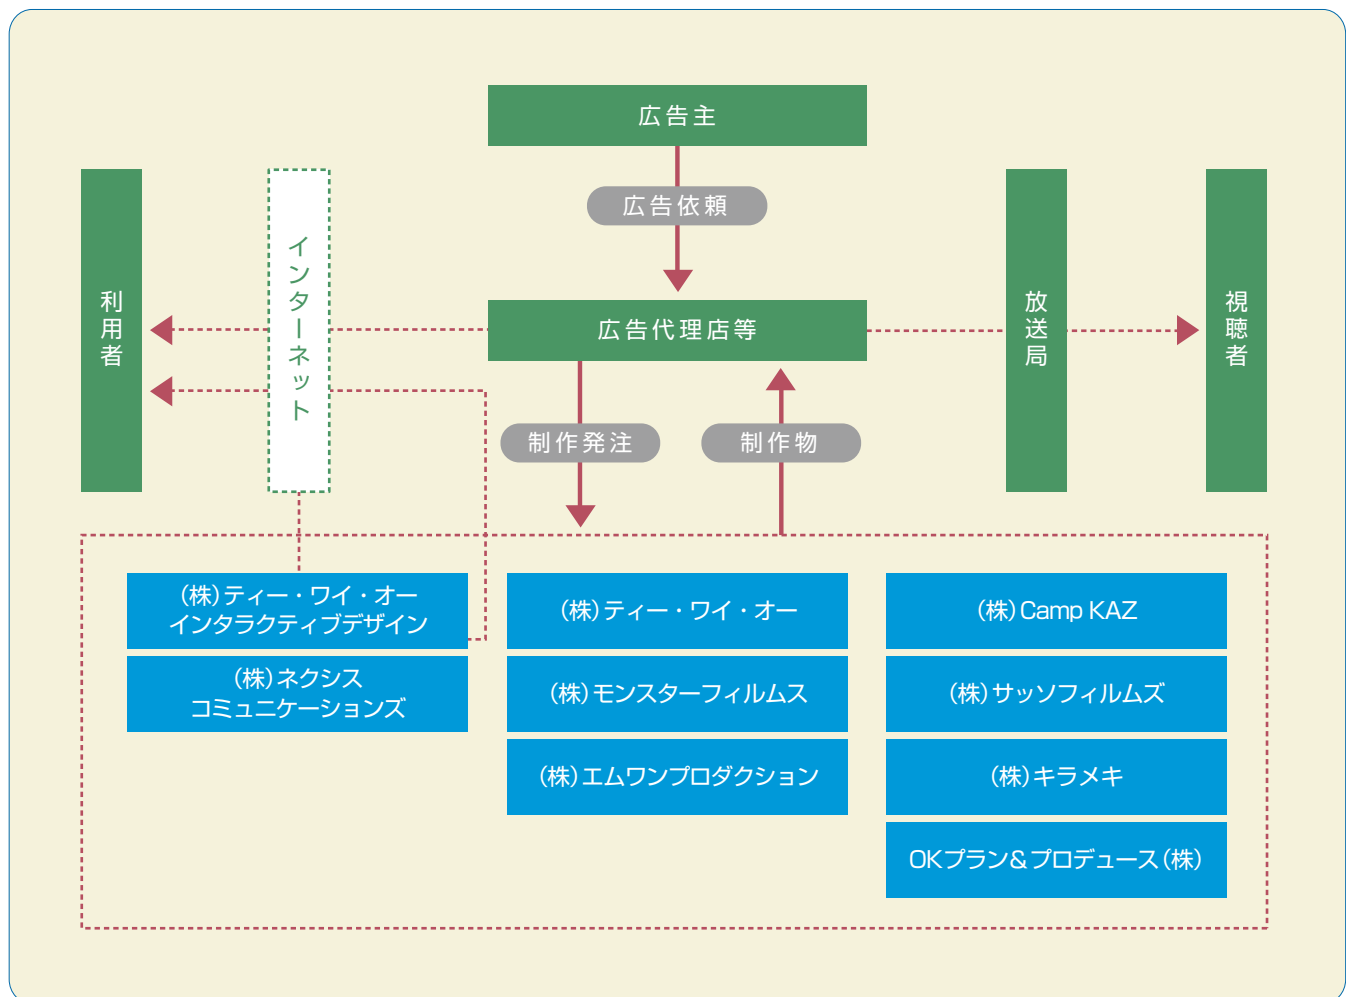 広告主
広告依頼
利用者
インターネット
広告代理店等
放送局
視聴者
制作発注
制作物
(株)ティー・ワイ・オー
インタラクティブデザイン
(株)ネクシス
コミュニケーションズ
(株)ティー・ワイ・オー
(株)モンスターフィルムス
(株)エムワンプロダクション
(株)Camp KAZ
(株)サッソフィルムズ
(株)キラメキ
OKプラン&プロデュース(株)